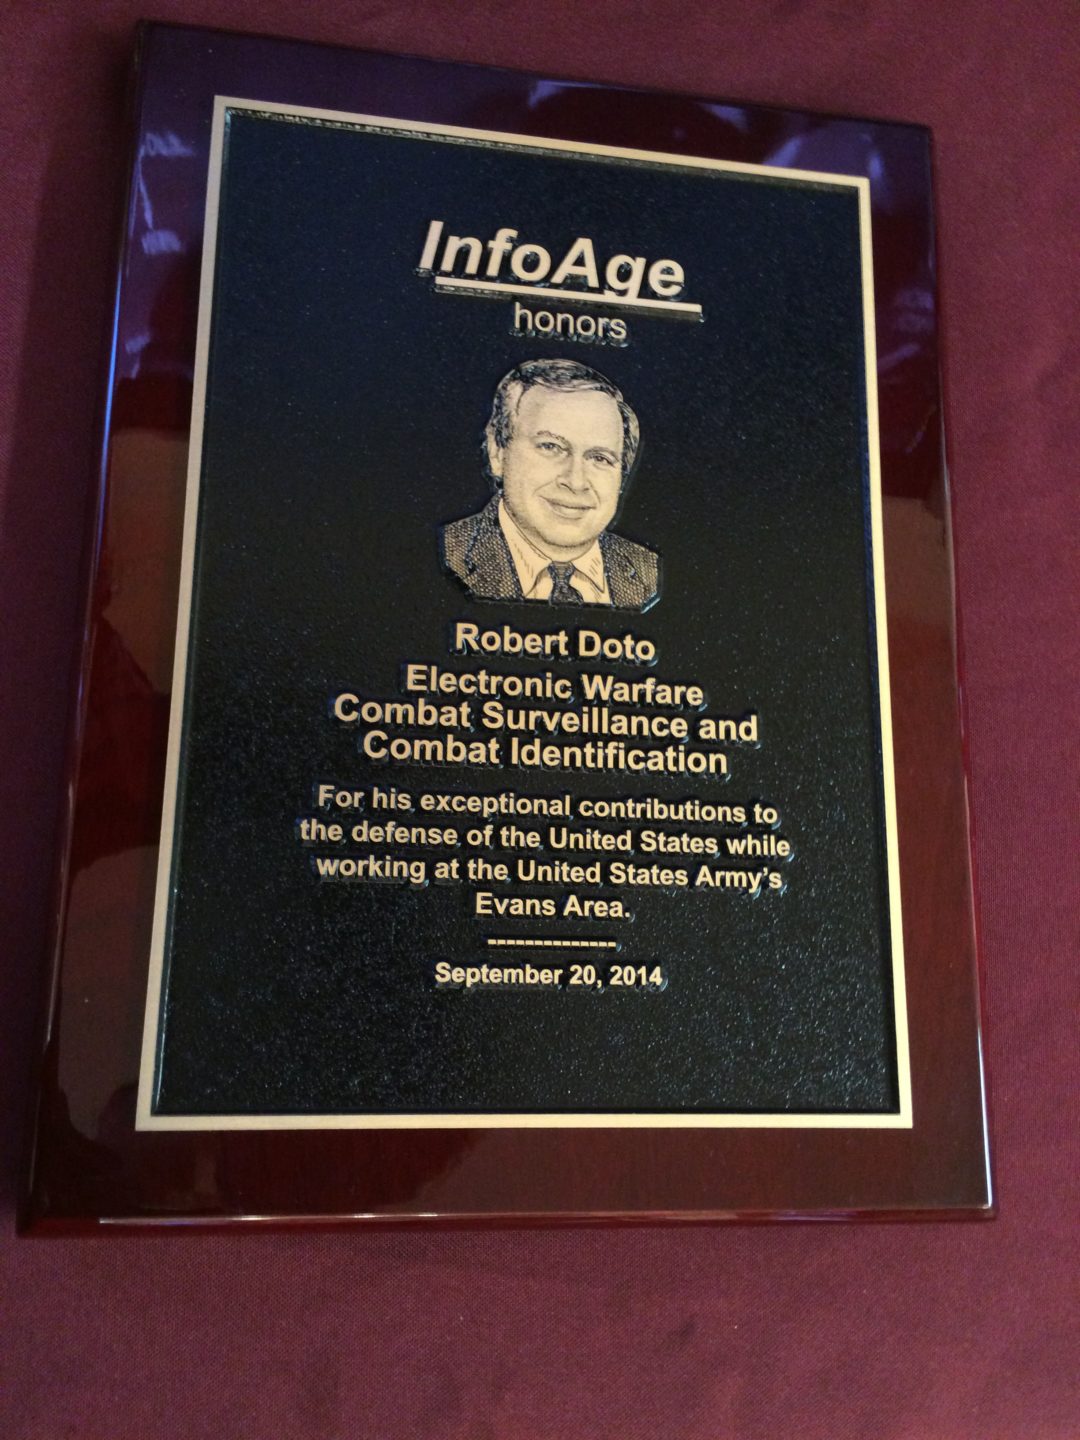 InfoAge
honors
Robert Doto
Electronic Warfare
Combat Surveillance and
Combat Identification
For his exceptional contributions to
the defense of the United States while
working at the United States Army's
Evans Area.
--------------
September 20, 2014